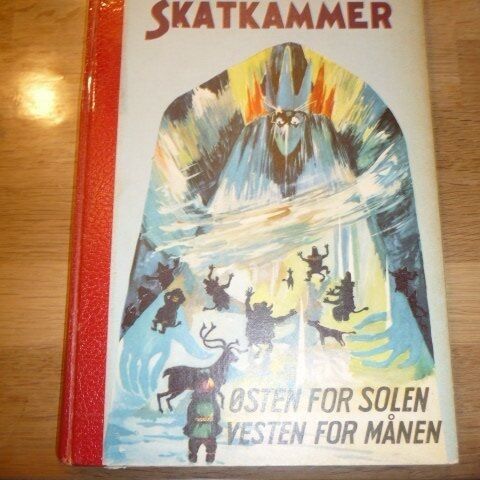 SKATKAMMER
ØSTEN FOR SOLEN
VESTEN FOR MÅNEN